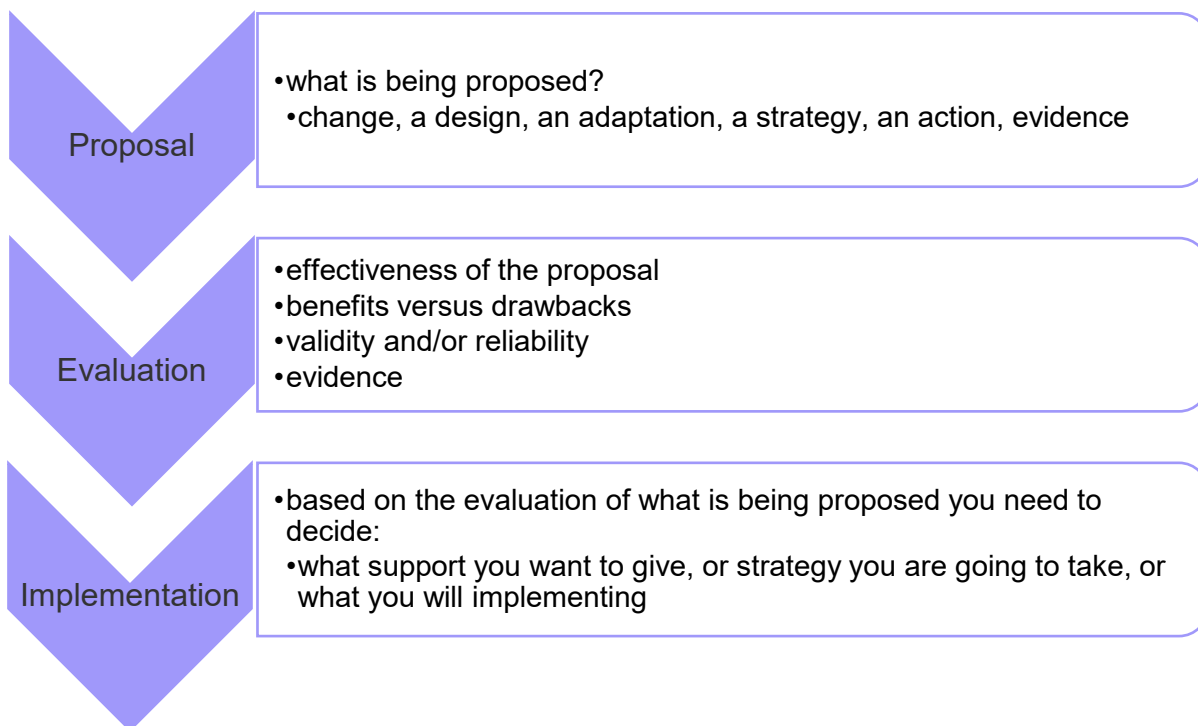 Proposal
•what is being proposed?
•change, a design, an adaptation, a strategy, an action, evidence
Evaluation
•effectiveness of the proposal
•benefits versus drawbacks
•validity and/or reliability
•evidence
Implementation
•based on the evaluation of what is being proposed you need to
decide:
•what support you want to give, or strategy you are going to take, or
what you will implementing